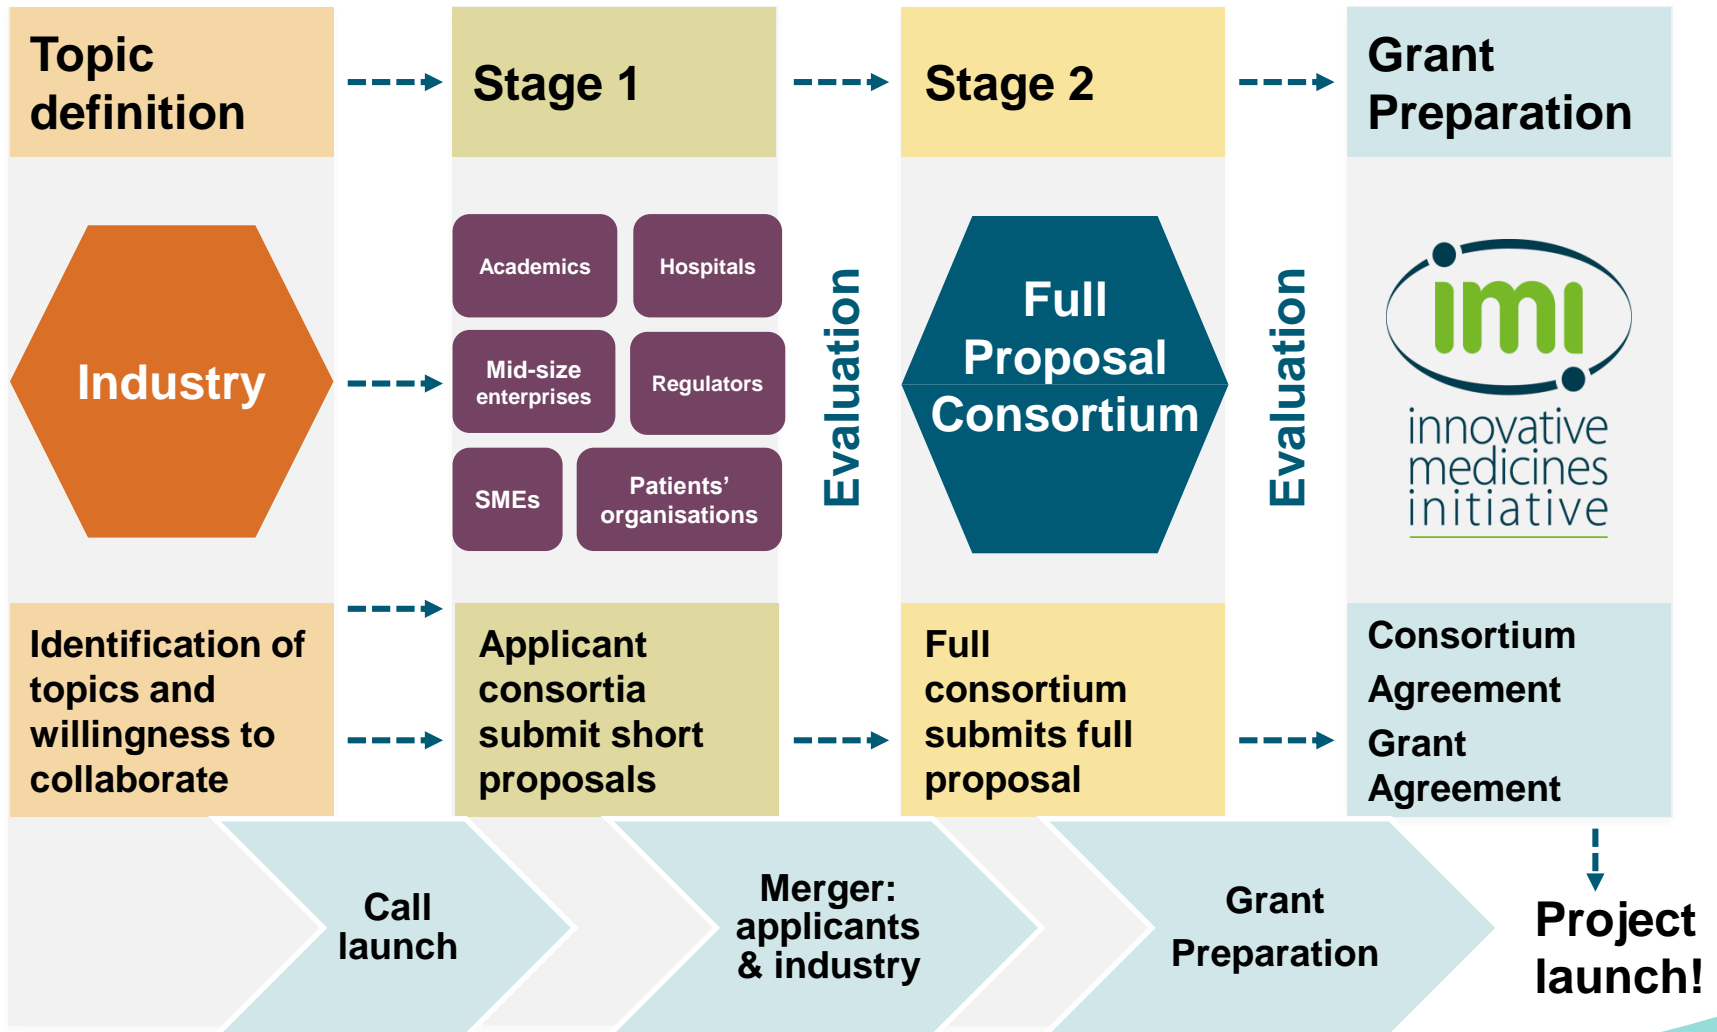 Topic
definition
Stage 1
Stage 2
Grant
Preparation
Industry
Academics
Hospitals
Mid-size
enterprises
Regulators
SMEs
Patients’
organisations
Evaluation
Full
Proposal
Consortium
Evaluation
imi
innovative
medicines
initiative
Identification of
topics and
willingness to
collaborate
Applicant
consortia
submit short
proposals
Full
consortium
submits full
proposal
Consortium
Agreement
Grant
Agreement
Call
launch
Merger:
applicants
& industry
Grant
Preparation
Project
launch!